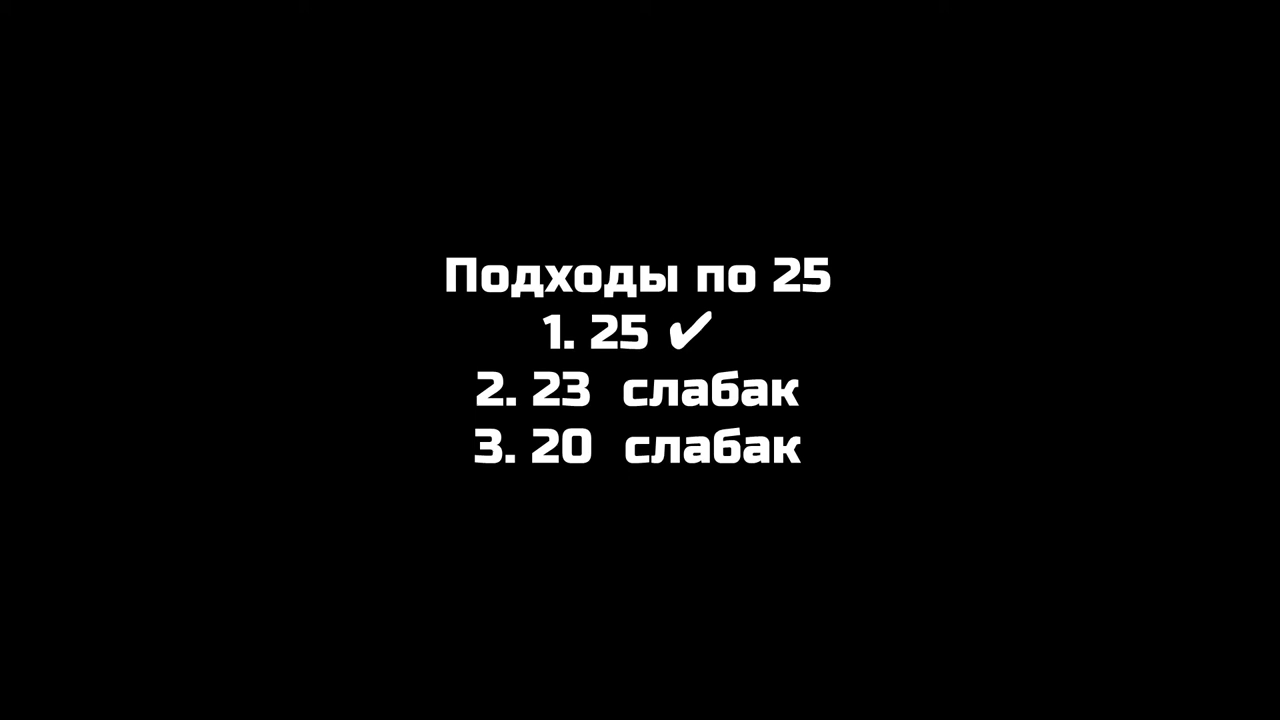 Подходы по 25
1. 25 ✔
2. 23 слабак
3. 20 слабак